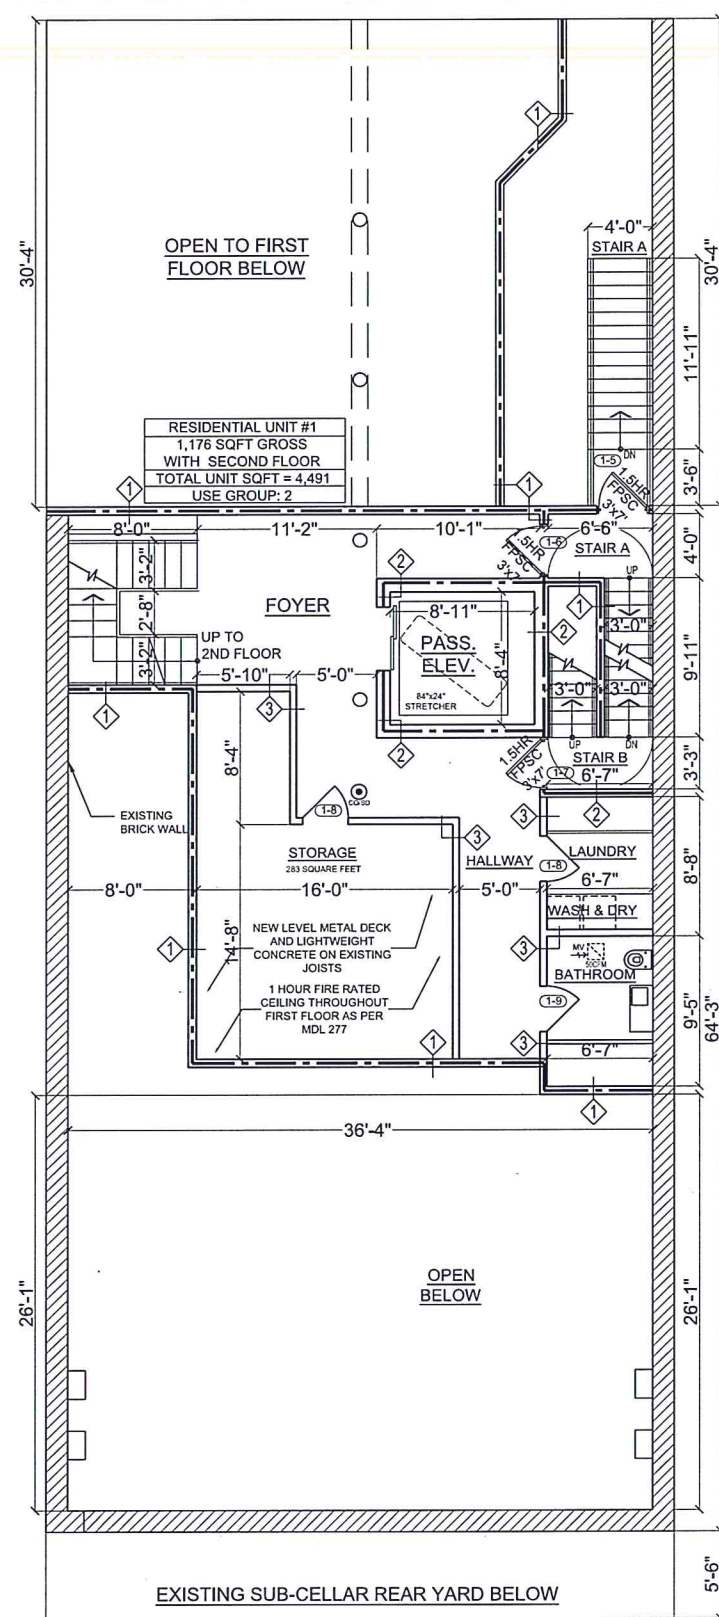 1
4'-0"
STAIR A
30'-4"
30'-4"
OPEN TO FIRST
FLOOR BELOW
11'-11"
RESIDENTIAL UNIT #1
1,176 SQFT GROSS
WITH SECOND FLOOR
TOTAL UNIT SQFT = 4,491
USE GROUP: 2
1-5
DN
1.5HR
FPSC
3'x7'
3'-6"
1
1
8'-0"
11'-2"
10'-1"
6'-6"
1.5HR
FPSC
3'x7'
1-6
STAIR A
4'-0"
3'-2"
2'-8"
3'-2"
FOYER
2
8'-11"
PASS.
ELEV.
8'-4"
84"x24"
STRETCHER
2
1
UP
3'-0"
3'-0"
3'-0"
9'-11"
UP TO
2ND FLOOR
5'-10"
5'-0"
1
3
2
UP
DN
STAIR B
1.5HR
FPSC
3'x7'
1-7
6'-7"
3'-3"
8'-4"
CO/SD
1-8
EXISTING
BRICK WALL
STORAGE
283 SQUARE FEET
3
HALLWAY
3
2
1-8
LAUNDRY
8'-8"
8'-0"
16'-0"
5'-0"
6'-7"
WASH & DRY
1
14'-8"
NEW LEVEL METAL DECK
AND LIGHTWEIGHT
CONCRETE ON EXISTING
JOISTS
3
MV
50CFM
BATHROOM
1 HOUR FIRE RATED
CEILING THROUGHOUT
FIRST FLOOR AS PER
MDL 277
1-9
9'-5"
64'-3"
1
3
6'-7"
1
36'-4"
26'-1"
OPEN
BELOW
26'-1"
5'-6"
EXISTING SUB-CELLAR REAR YARD BELOW